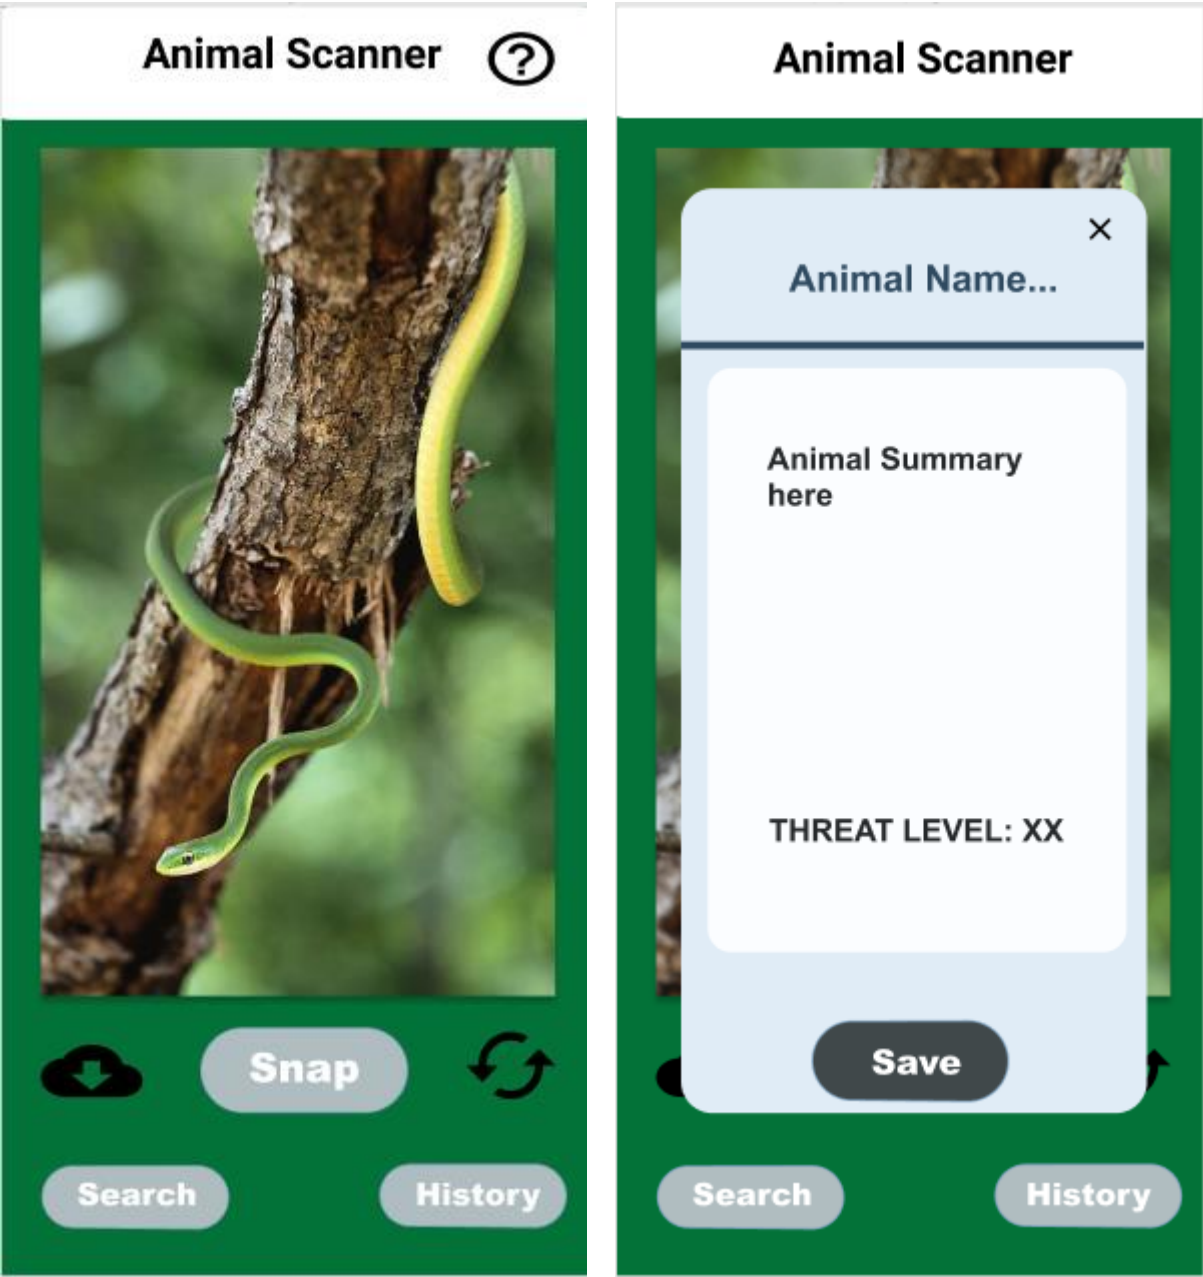 Animal Scanner
?
Snap
Search
History
Animal Scanner
×
Animal Name...
Animal Summary
here
THREAT LEVEL: XX
Save
Search
History